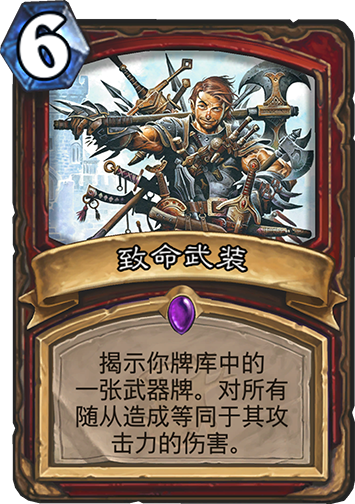 6
致命武装
揭示你牌库中的
一张武器牌。对所有
随从造成等同于其攻
击力的伤害。